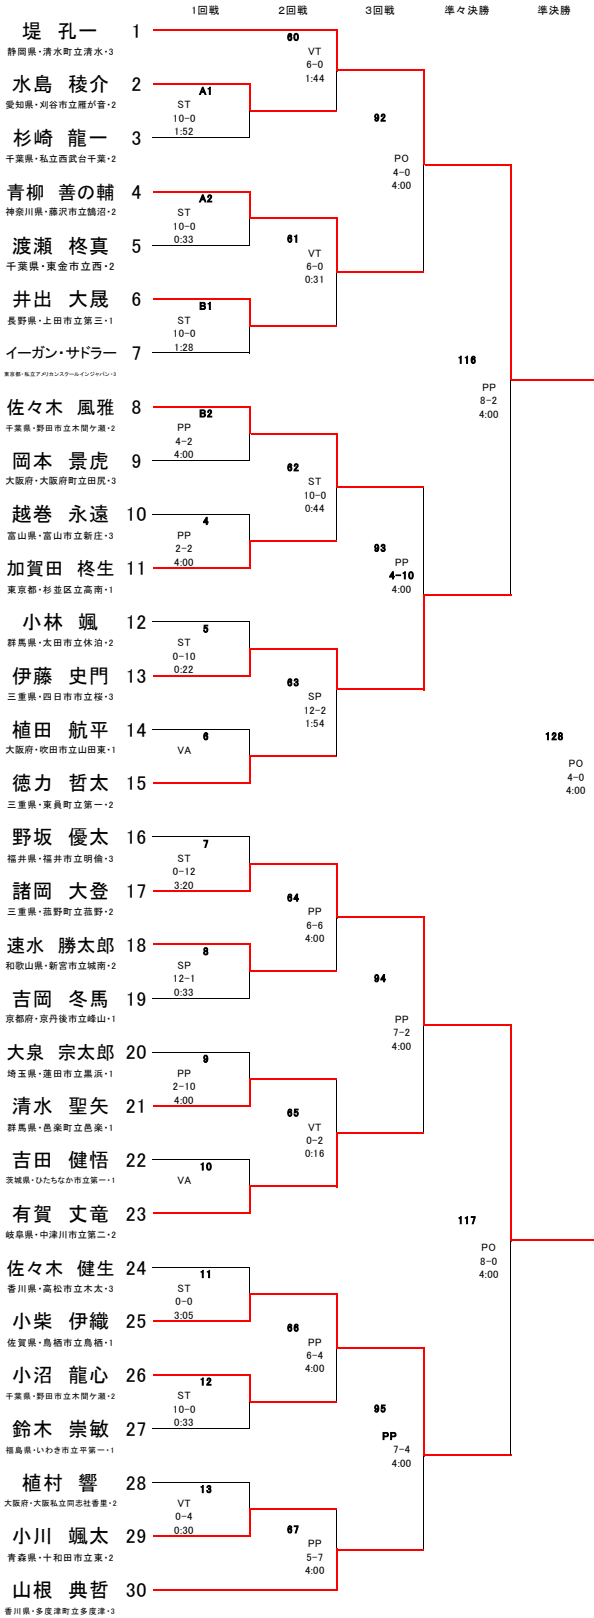 1回戦 2回戦 3回戦 準々決勝 準決勝
堤 孔一 1
静岡県・清水町立清水・3
60
VT
6-0
1:44
水島 稜介 2
愛知県・刈谷市立雁が音・2
A1
ST
10-0
1:52
杉崎 龍一 3
千葉県・私立西武台千葉・2
92
PO
4-0
4:00
青柳 善の輔 4
神奈川県・藤沢市立鵠沼・2
A2
ST
10-0
0:33
渡瀬 柊真 5
千葉県・東金市立西・2
61
VT
6-0
0:31
井出 大晟 6
長野県・上田市立第三・1
B1
ST
10-0
1:28
イーガン・サドラー 7
東京都・私立アメリカンスクールインジャパン・3
116
PP
8-2
4:00
佐々木 風雅 8
千葉県・野田市立木間ケ瀬・2
B2
PP
4-2
4:00
岡本 景虎 9
大阪府・大阪府町立田尻・3
62
ST
10-0
0:44
越巻 永遠 10
富山県・富山市立新庄・3
4
PP
2-2
4:00
加賀田 柊生 11
東京都・杉並区立高南・1
93
PP
4-10
4:00
小林 颯 12
群馬県・太田市立休泊・2
5
ST
0-10
0:22
伊藤 史門 13
三重県・四日市市立桜・3
63
SP
12-2
1:54
植田 航平 14
大阪府・吹田市立山田東・1
6
VA
徳力 哲太 15
三重県・東員町立第一・2
128
PO
4-0
4:00
野坂 優太 16
福井県・福井市立明倫・3
7
ST
0-12
3:20
諸岡 大登 17
三重県・菰野町立菰野・2
64
PP
6-6
4:00
速水 勝太郎 18
和歌山県・新宮市立城南・2
8
SP
12-1
0:33
吉岡 冬馬 19
京都府・京丹後市立峰山・1
94
PP
7-2
4:00
大泉 宗太郎 20
埼玉県・蓮田市立黒浜・1
9
PP
2-10
4:00
清水 聖矢 21
群馬県・邑楽町立邑楽・1
65
VT
0-2
0:16
吉田 健悟 22
茨城県・ひたちなか市立第一・1
10
VA
有賀 丈竜 23
岐阜県・中津川市立第二・2
117
PO
8-0
4:00
佐々木 健生 24
香川県・高松市立木太・3
11
ST
0-0
3:05
小柴 伊織 25
佐賀県・鳥栖市立鳥栖・1
66
PP
6-4
4:00
小沼 龍心 26
千葉県・野田市立木間ケ瀬・2
12
ST
10-0
0:33
鈴木 崇敏 27
福島県・いわき市立平第一・1
95
PP
7-4
4:00
植村 響 28
大阪府・大阪私立同志社香里・2
13
VT
0-4
0:30
小川 颯太 29
青森県・十和田市立東・2
67
PP
5-7
4:00
山根 典哲 30
香川県・多度津町立多度津・3